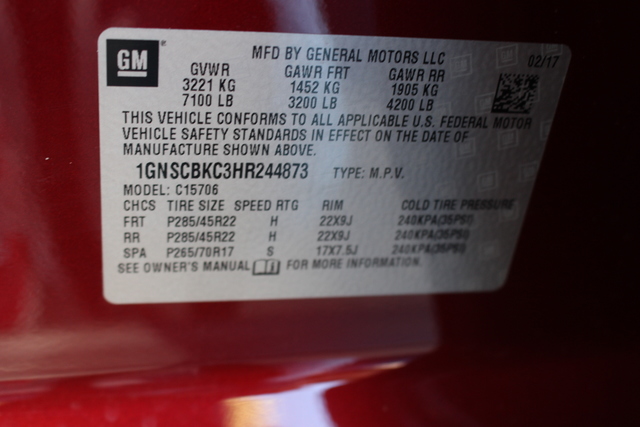 GM
MFD BY GENERAL MOTORS LLC 02/17
GVWR GAWR FRT GAWR RR
3221 KG 1452 KG 1905 KG
7100 LB 3200 LB 4200 LB
THIS VEHICLE CONFORMS TO ALL APPLICABLE U.S. FEDERAL MOTOR
VEHICLE SAFETY STANDARDS IN EFFECT ON THE DATE OF
MANUFACTURE SHOWN ABOVE.
1GNSCBKC3HR244873 TYPE: M.P.V.
MODEL: C15706
CHCS TIRE SIZE SPEED RTG RIM COLD TIRE PRESSURE
FRT P285/45R22 H 22X9J 240KPA(35PSI)
RR P285/45R22 H 22X9J 240KPA(35PSI)
SPA P265/70R17 S 17X7.5J 240KPA(35PSI)
SEE OWNER'S MANUAL FOR MORE INFORMATION.